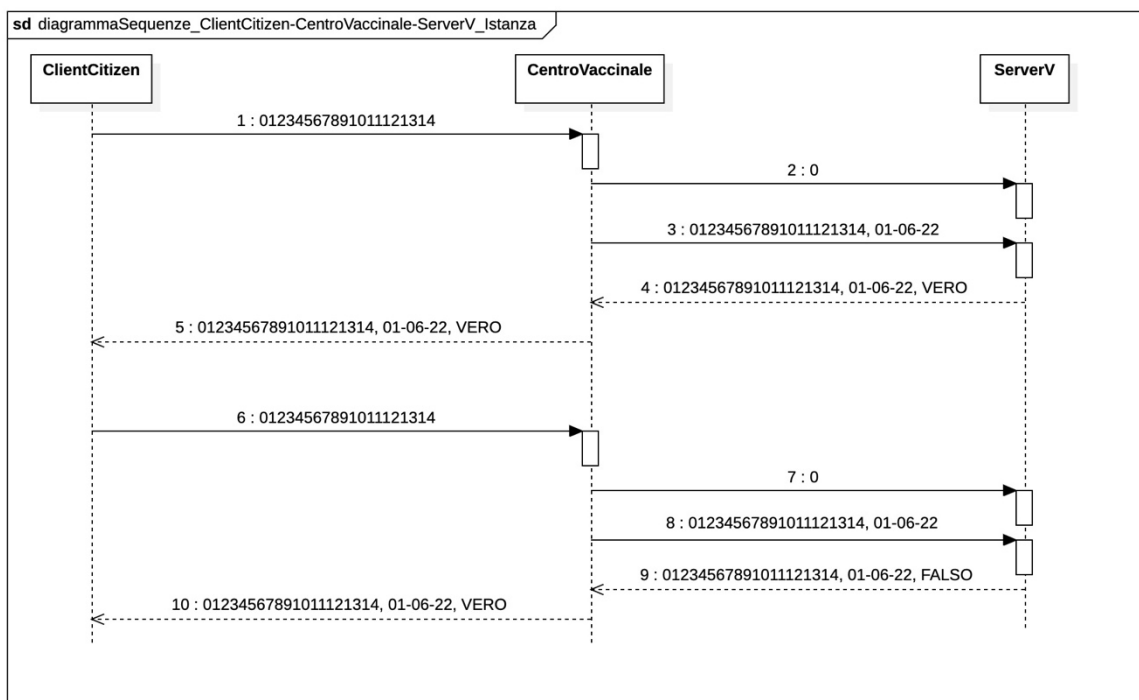 sd diagrammaSequenze_ClientCitizen-CentroVaccinale-ServerV_Istanza
ClientCitizen
CentroVaccinale
ServerV
1 : 01234567891011121314
2 : 0
3 : 01234567891011121314, 01-06-22
4 : 01234567891011121314, 01-06-22, VERO
5 : 01234567891011121314, 01-06-22, VERO
6 : 01234567891011121314
7 : 0
8 : 01234567891011121314, 01-06-22
9 : 01234567891011121314, 01-06-22, FALSO
10 : 01234567891011121314, 01-06-22, VERO